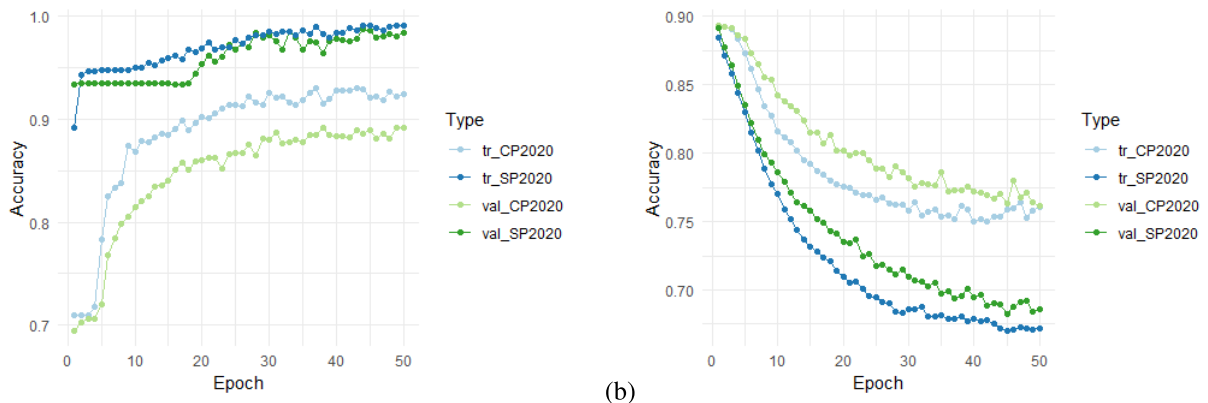 1.0
0.9
0.8
0.7
Accuracy
0 10 20 30 40 50
Epoch
Type
tr_CP2020
tr_SP2020
val_CP2020
val_SP2020
(b)
0.90
0.85
0.80
0.75
0.70
Accuracy
0 10 20 30 40 50
Epoch
Type
tr_CP2020
tr_SP2020
val_CP2020
val_SP2020